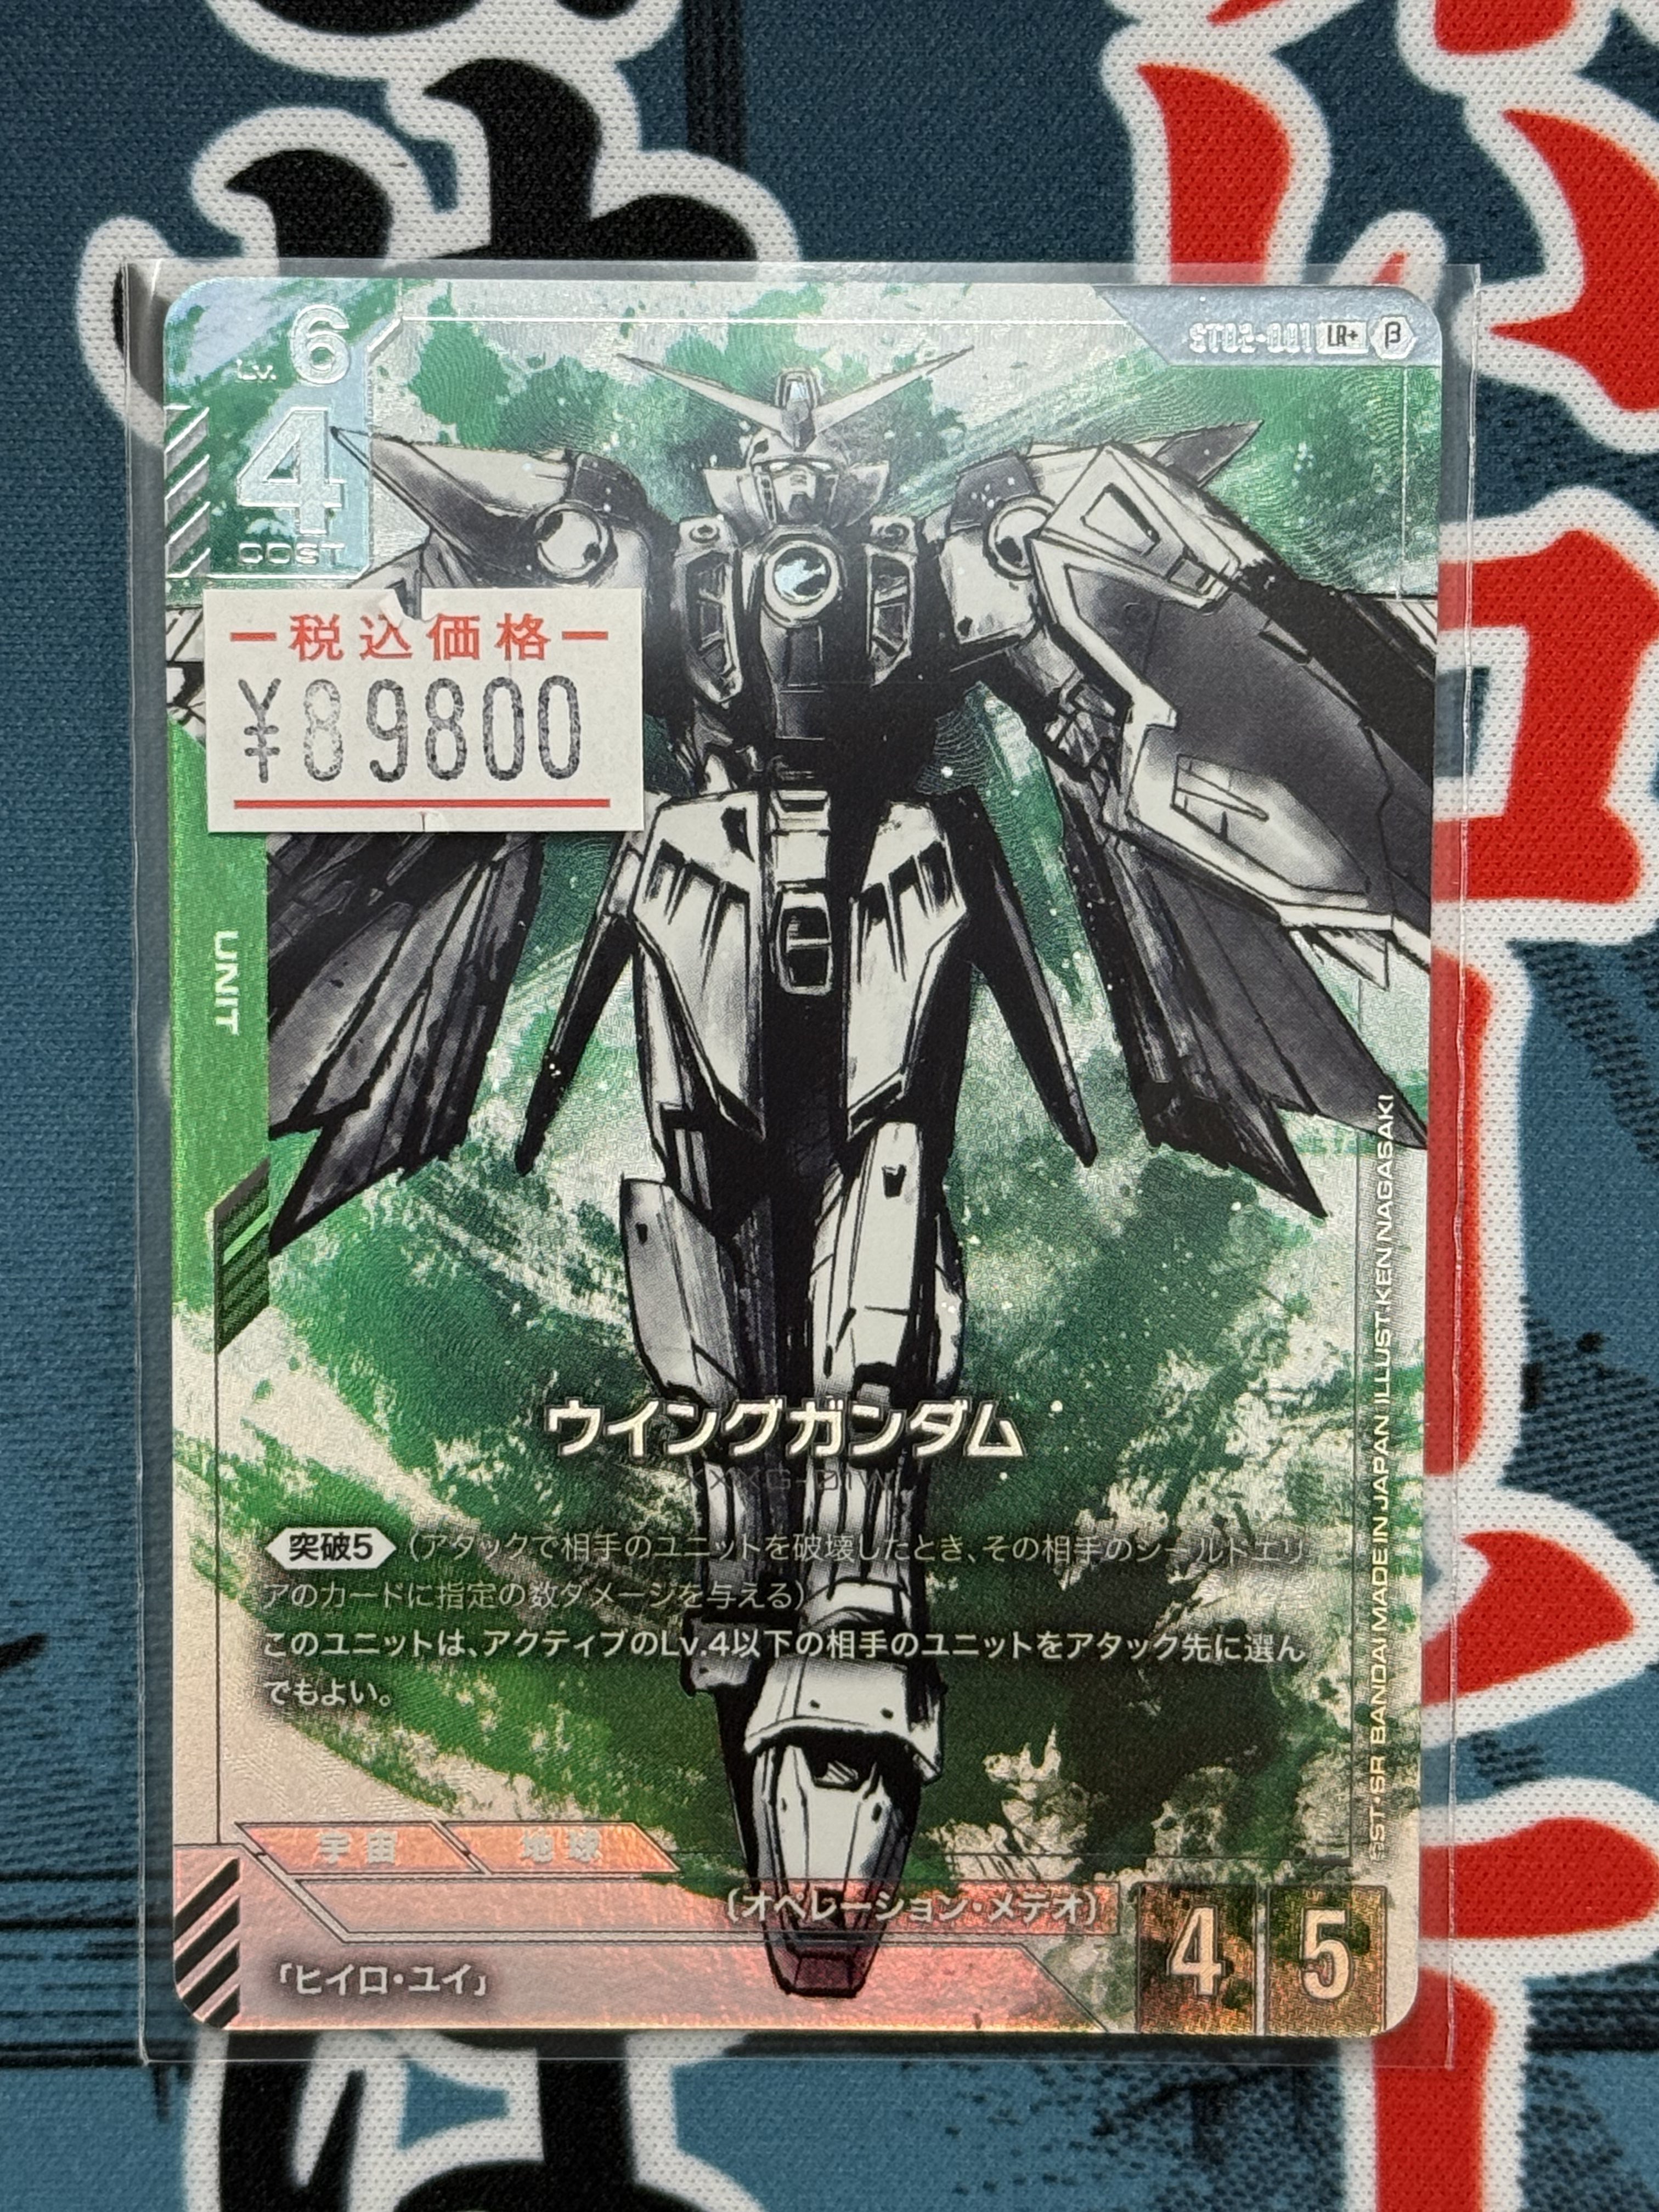 Lv. 6
ST02-001 LR+ β
4
COST
税込価格
¥89800
UNIT
ウイングガンダム
XXXG-01W
突破5 (アタックで相手のユニットを破壊したとき、その相手のシールドエリ
アのカードに指定の数ダメージを与える)
このユニットは、アクティブのLv.4以下の相手のユニットをアタック先に選ん
でもよい。
宇宙 地球
(オペレーション・メテオ)
「ヒイロ・ユイ」
4 5
BANDAI MADE IN JAPAN ILLUST.KEN NAGASAKI